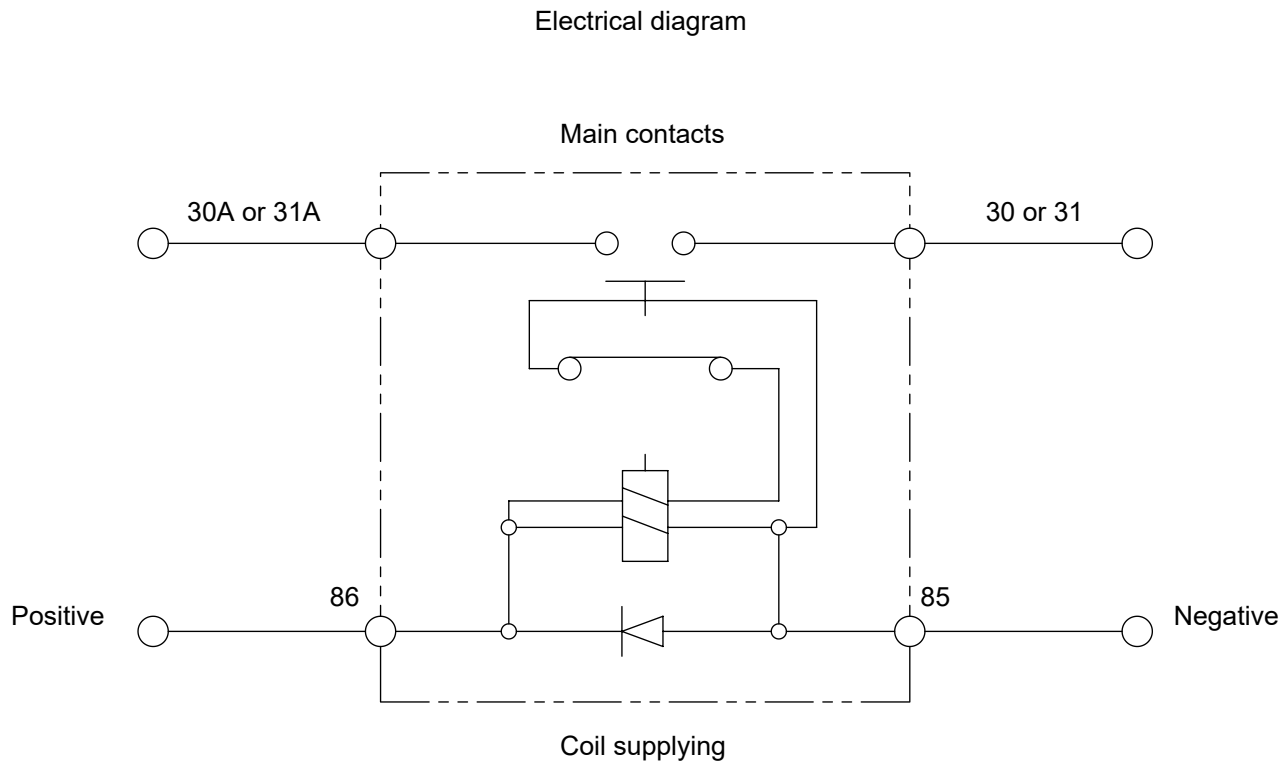 Electrical diagram
Main contacts
30A or 31A
30 or 31
86
85
Positive
Negative
Coil supplying